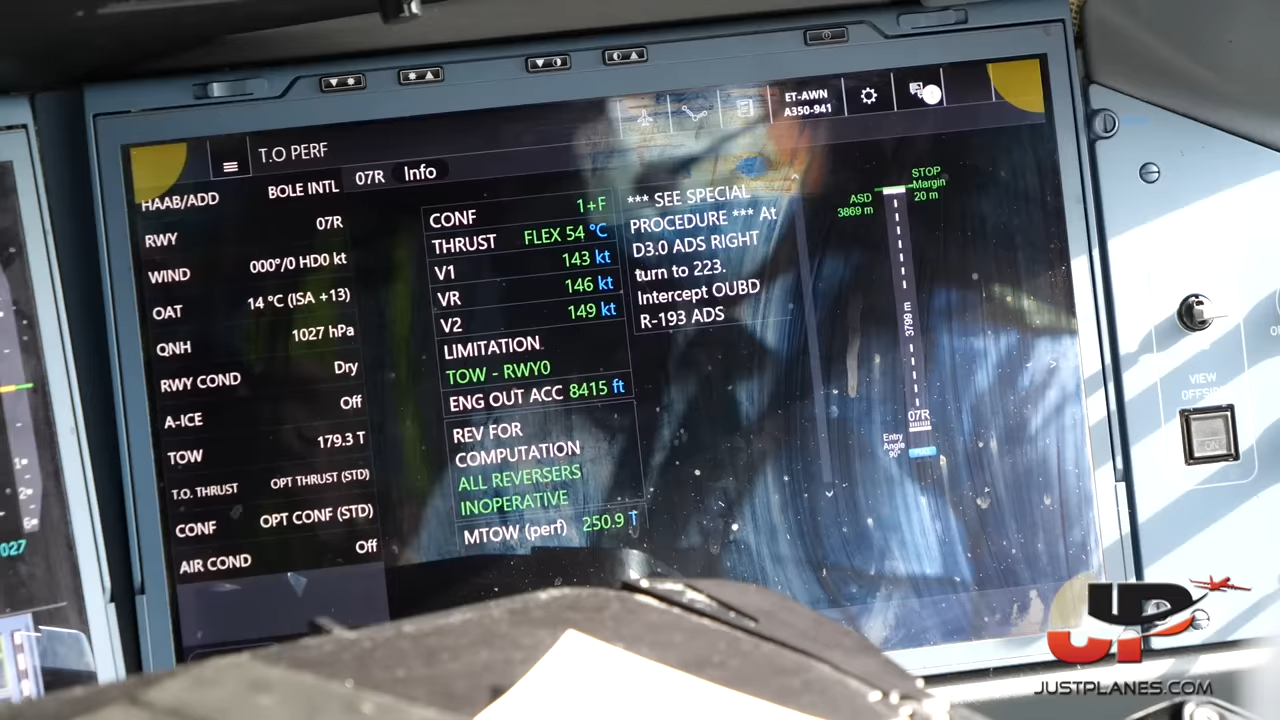 ET-AWN
A350-941
T.O PERF
HAAB/ADD
BOLE INTL
07R
Info
RWY
07R
WIND
000°/0 HD0 kt
OAT
14 °C (ISA +13)
QNH
1027 hPa
RWY COND
Dry
A-ICE
Off
TOW
179.3 T
T.O. THRUST
OPT THRUST (STD)
CONF
OPT CONF (STD)
AIR COND
Off
CONF
1+F
THRUST
FLEX 54 °C
V1
143 kt
VR
146 kt
V2
149 kt
LIMITATION
TOW - RWY0
ENG OUT ACC 8415 ft
REV FOR
COMPUTATION
ALL REVERSERS
INOPERATIVE
MTOW (perf) 250.9 T
*** SEE SPECIAL
PROCEDURE *** At
D3.0 ADS RIGHT
turn to 223.
Intercept OUBD
R-193 ADS
ASD
3869 m
STOP
Margin
20 m
3799 m
07R
Entry
Angle
90°
FULL
VIEW
ON
027
JP
JUSTPLANES.COM